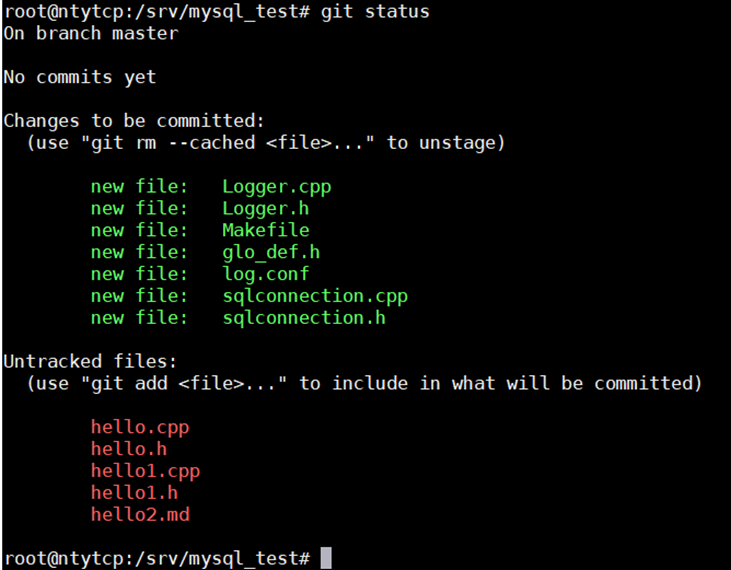 root@ntytcp:/srv/mysql_test# git status
On branch master
No commits yet
Changes to be committed:
(use "git rm --cached <file>..." to unstage)
new file: Logger.cpp
new file: Logger.h
new file: Makefile
new file: glo_def.h
new file: log.conf
new file: sqlconnection.cpp
new file: sqlconnection.h
Untracked files:
(use "git add <file>..." to include in what will be committed)
hello.cpp
hello.h
hello1.cpp
hello1.h
hello2.md
root@ntytcp:/srv/mysql_test#